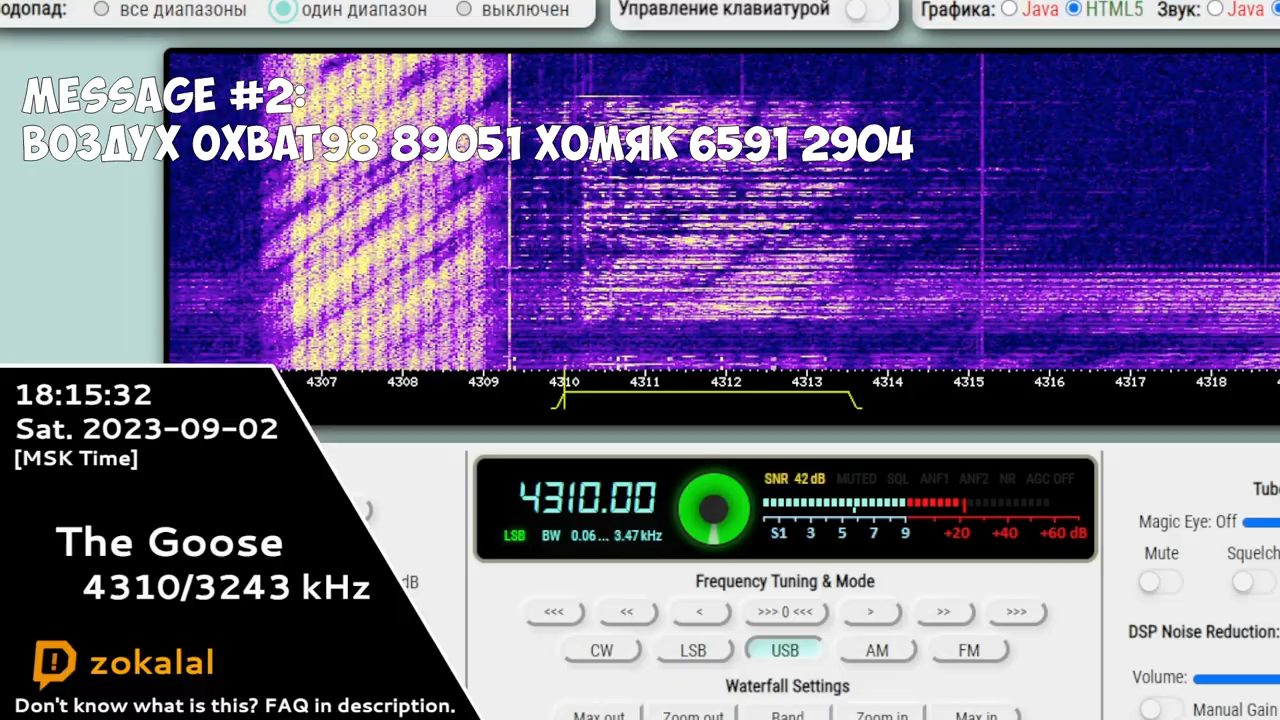 водопад: все диапазоны один диапазон выключен
Управление клавиатурой
Графика: Java HTML5 Звук: Java
MESSAGE #2:
ВОЗДУХ ОХВАТ98 89051 ХОМЯК 6591 2904
4307 4308 4309 4310 4311 4312 4313 4314 4315 4316 4317 4318
18:15:32
Sat. 2023-09-02
[MSK Time]
The Goose
4310/3243 kHz
zokalal
Don't know what is this? FAQ in description.
dB
4310.00
LSB BW 0.06... 3.47 kHz
SNR 42 dB MUTED SQL ANF1 ANF2 NR AGC OFF
S1 3 5 7 9 +20 +40 +60 dB
Frequency Tuning & Mode
<<< << < >>> 0 <<< > >> >>>
CW LSB USB AM FM
Waterfall Settings
Max out Zoom out Band Zoom in Max in
Tube
Magic Eye: Off
Mute Squelch
DSP Noise Reduction:
Volume:
Manual Gain